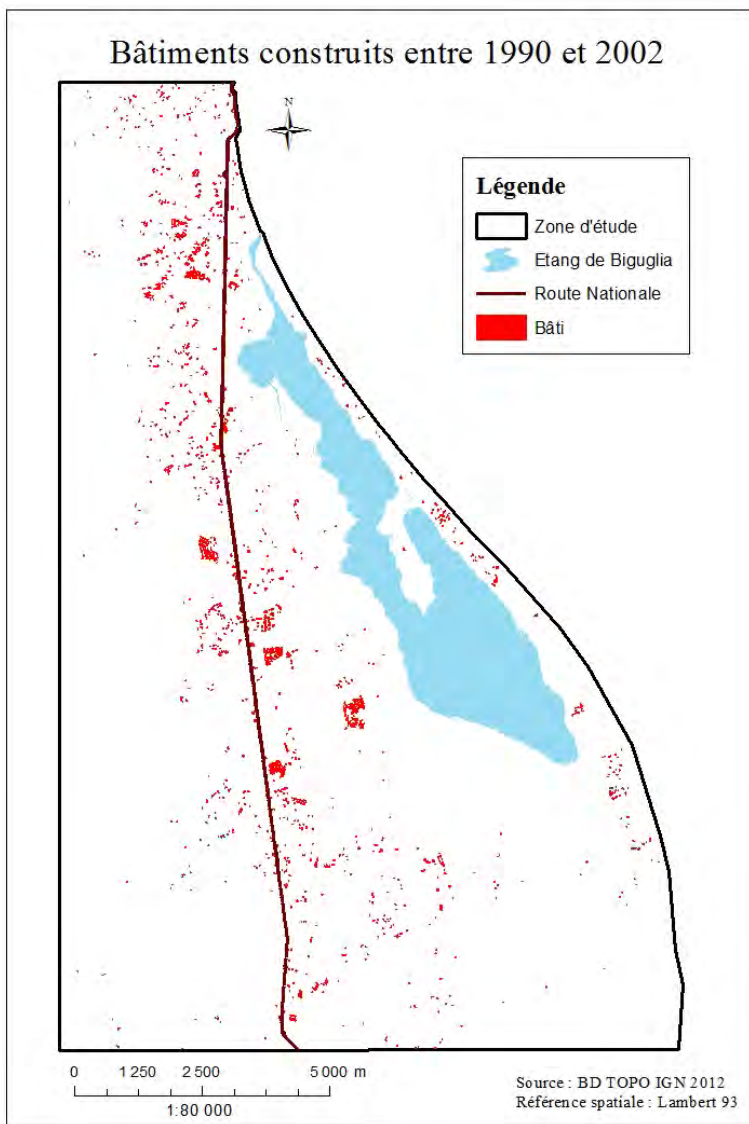 Bâtiments construits entre 1990 et 2002
N
Légende
Zone d'étude
Etang de Biguglia
Route Nationale
Bâti
0 1 250 2 500 5 000 m
1:80 000
Source : BD TOPO IGN 2012
Référence spatiale : Lambert 93